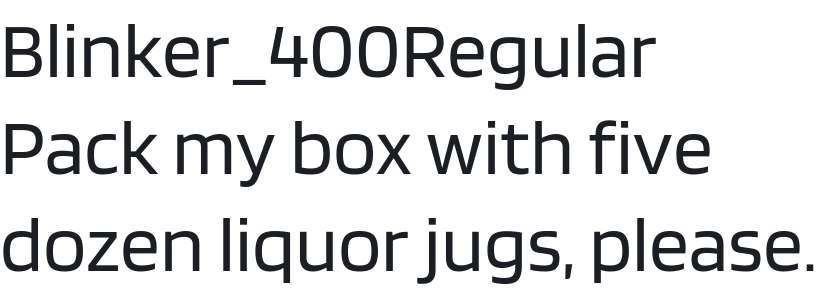 Blinker_400Regular
Pack my box with five
dozen liquor jugs, please.